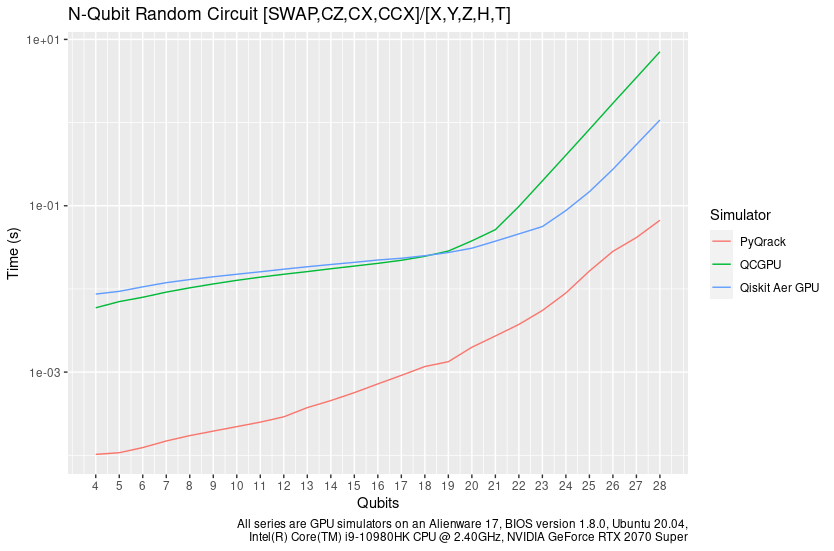 N-Qubit Random Circuit [SWAP,CZ,CX,CCX]/[X,Y,Z,H,T]
1e+01
1e-01
1e-03
Time (s)
4 5 6 7 8 9 10 11 12 13 14 15 16 17 18 19 20 21 22 23 24 25 26 27 28
Qubits
Simulator
PyQrack
QCGPU
Qiskit Aer GPU
All series are GPU simulators on an Alienware 17, BIOS version 1.8.0, Ubuntu 20.04,
Intel(R) Core(TM) i9-10980HK CPU @ 2.40GHz, NVIDIA GeForce RTX 2070 Super